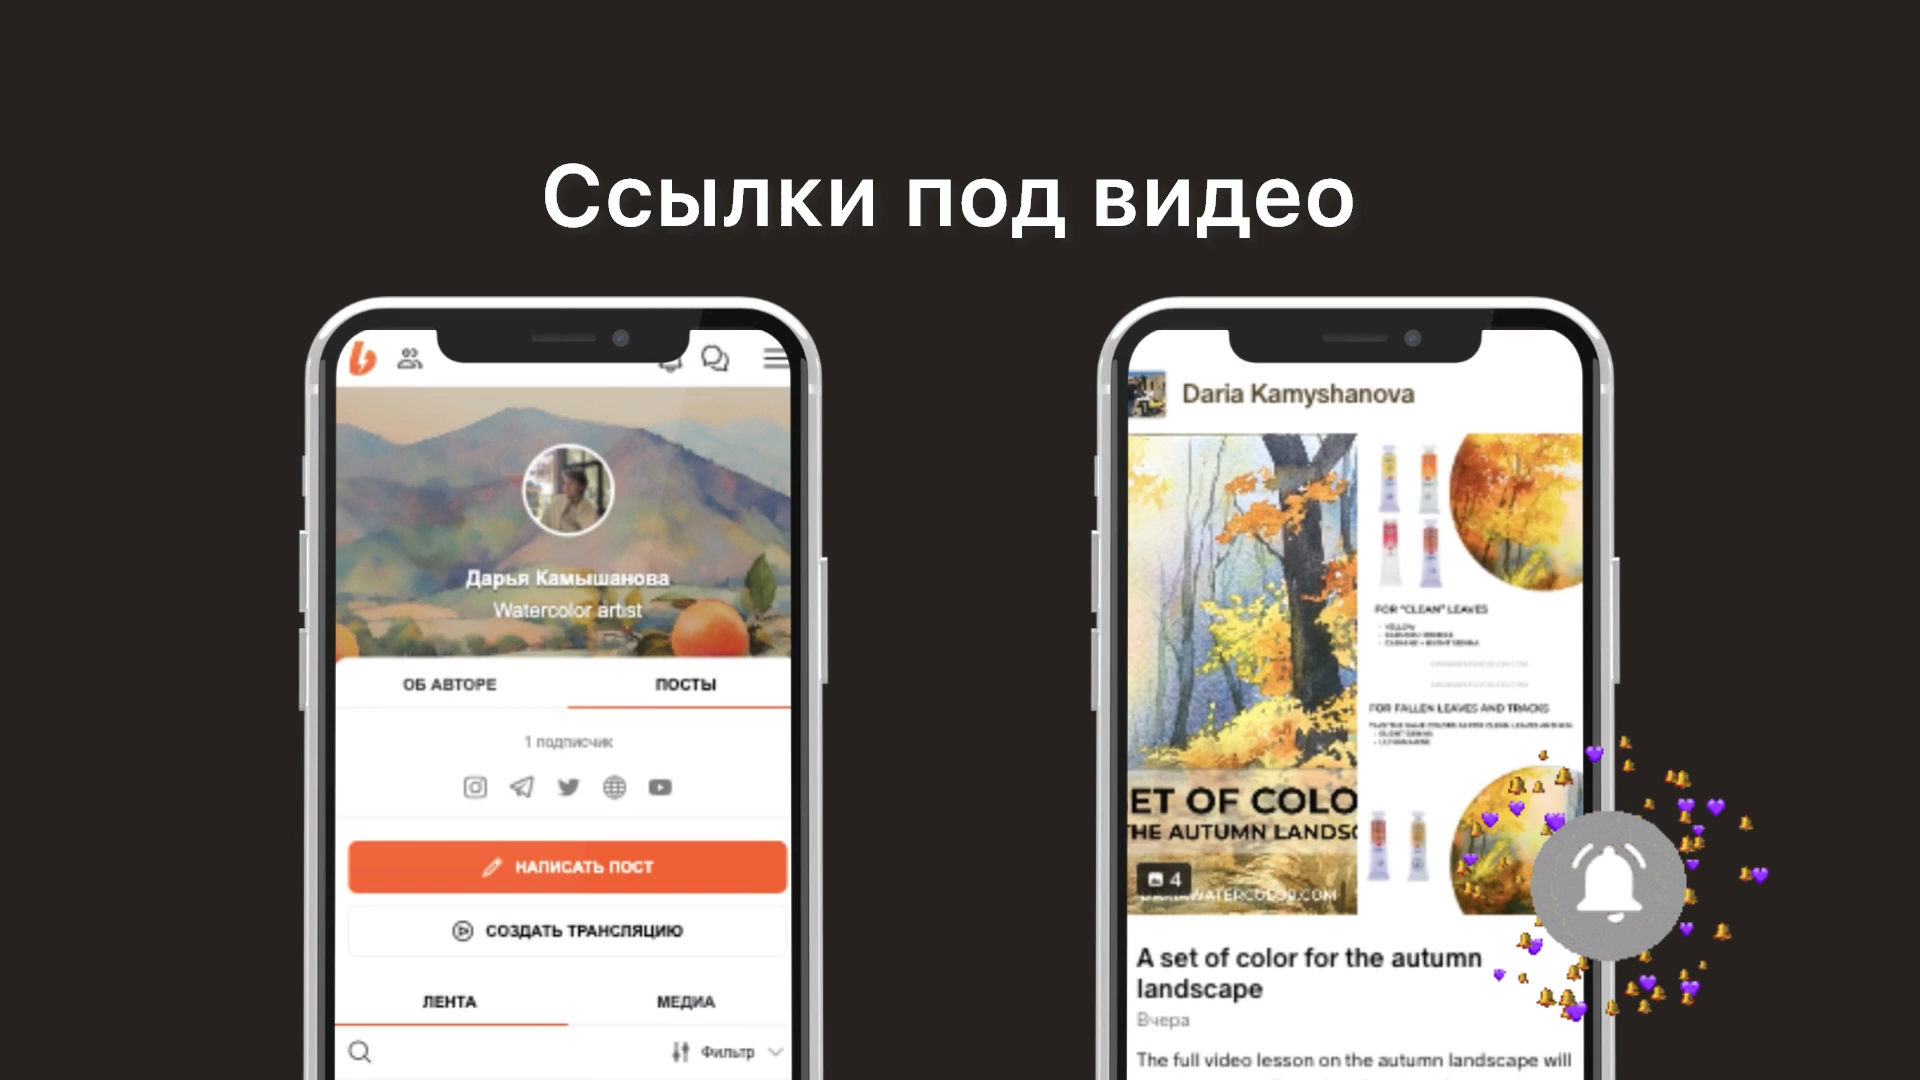 Ссылки под видео
Дарья Камышанова
Watercolor artist
ОБ АВТОРЕ
ПОСТЫ
1 подписчик
НАПИСАТЬ ПОСТ
СОЗДАТЬ ТРАНСЛЯЦИЮ
ЛЕНТА
МЕДИА
Фильтр
Daria Kamyshanova
FOR "CLEAN" LEAVES
FOR FALLEN LEAVES AND TRACKS
ET OF COLO
THE AUTUMN LANDSC
4
A set of color for the autumn
landscape
Вчера
The full video lesson on the autumn landscape will